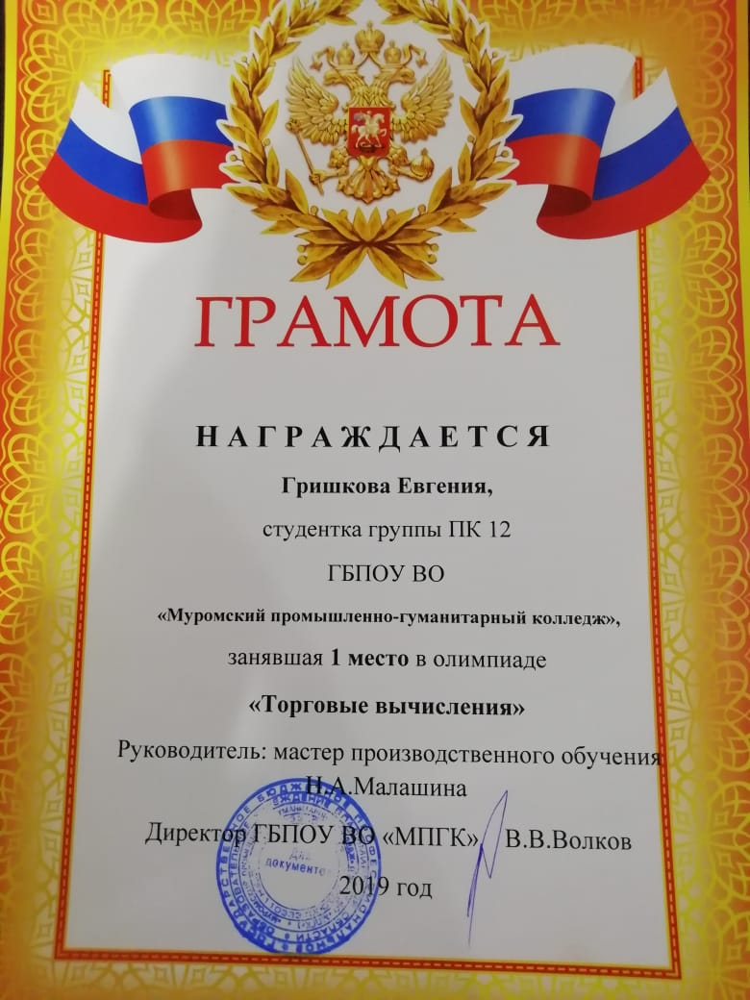 ГРАМОТА
НАГРАЖДАЕТСЯ
Гришкова Евгения,
студентка группы ПК 12
ГБПОУ ВО
«Муромский промышленно-гуманитарный колледж»,
занявшая 1 место в олимпиаде
«Торговые вычисления»
Руководитель: мастер производственного обучения
Н.А.Малашина
Директор ГБПОУ ВО «МПГК» В.В.Волков
2019 год
Для
документов